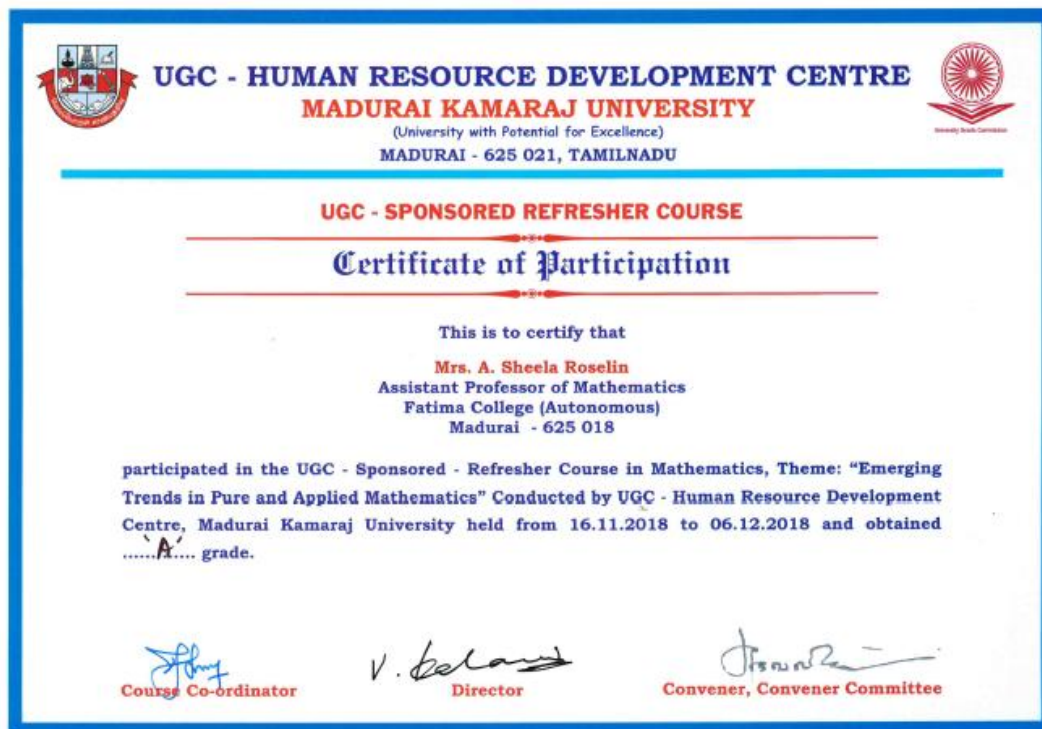 UGC - HUMAN RESOURCE DEVELOPMENT CENTRE
MADURAI KAMARAJ UNIVERSITY
(University with Potential for Excellence)
MADURAI - 625 021, TAMILNADU
University Grants Commission
UGC - SPONSORED REFRESHER COURSE
Certificate of Participation
This is to certify that
Mrs. A. Sheela Roselin
Assistant Professor of Mathematics
Fatima College (Autonomous)
Madurai - 625 018
participated in the UGC - Sponsored - Refresher Course in Mathematics, Theme: “Emerging
Trends in Pure and Applied Mathematics” Conducted by UGC - Human Resource Development
Centre, Madurai Kamaraj University held from 16.11.2018 to 06.12.2018 and obtained
......'A'.... grade.
V.
Course Co-ordinator
Director
Convener, Convener Committee